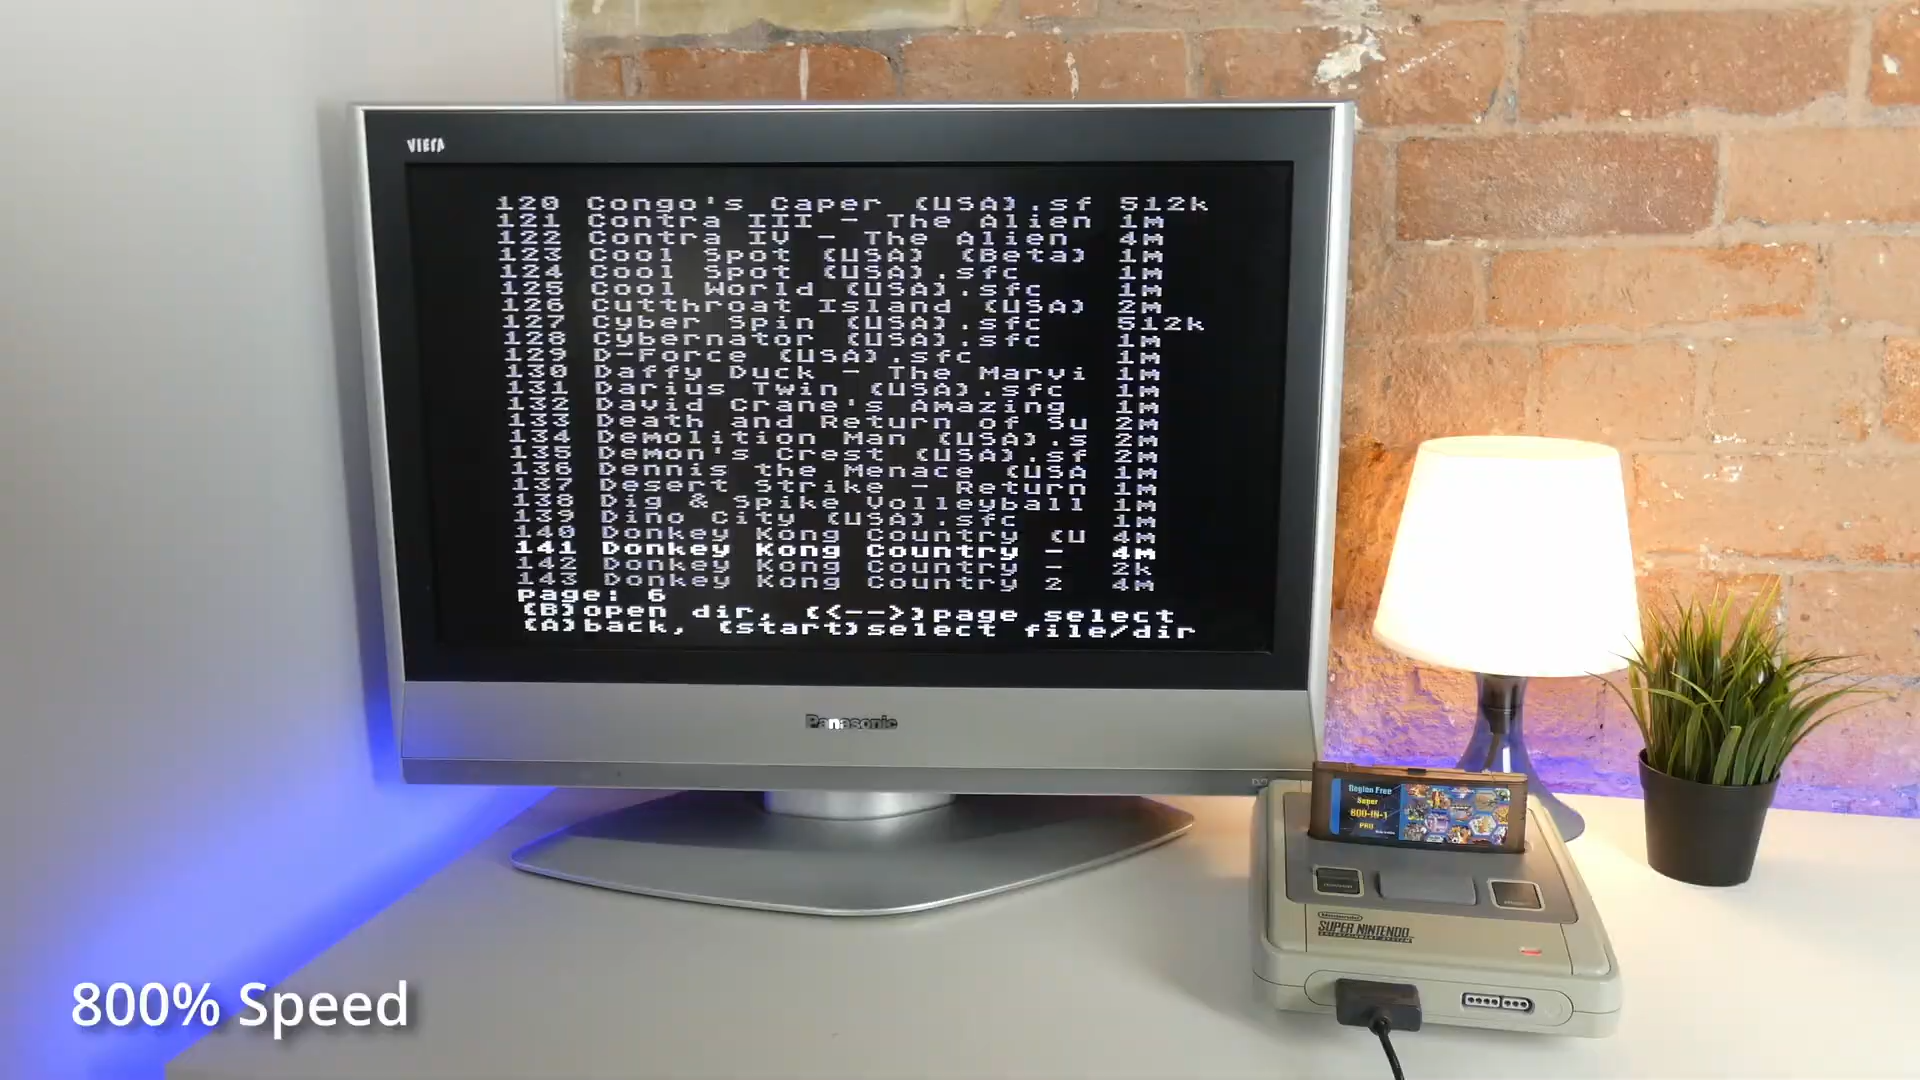 VIERA
120 Congo's Caper (USA).sf 512k
121 Contra III - The Alien 1m
122 Contra IV - The Alien 4m
123 Cool Spot (USA) (Beta) 1m
124 Cool Spot (USA).sfc 1m
125 Cool World (USA).sfc 1m
126 Cutthroat Island (USA) 2m
127 Cyber Spin (USA).sfc 512k
128 Cybernator (USA).sfc 1m
129 D-Force (USA).sfc 1m
130 Daffy Duck - The Marvi 1m
131 Darius Twin (USA).sfc 1m
132 David Crane's Amazing 1m
133 Death and Return of Su 2m
134 Demolition Man (USA).s 2m
135 Demon's Crest (USA).sf 2m
136 Dennis the Menace (USA 1m
137 Desert Strike - Return 1m
138 Dig & Spike Volleyball 1m
139 Dino City (USA).sfc 1m
140 Donkey Kong Country (U 4m
141 Donkey Kong Country - 4m
142 Donkey Kong Country - 2k
143 Donkey Kong Country 2 4m
page: 6
(B)open dir, (<-->)page select
(A)back, (start)select file/dir
Panasonic
Region Free
Super
800-IN-1
PRO
Nintendo
SUPER NINTENDO
ENTERTAINMENT SYSTEM
800% Speed